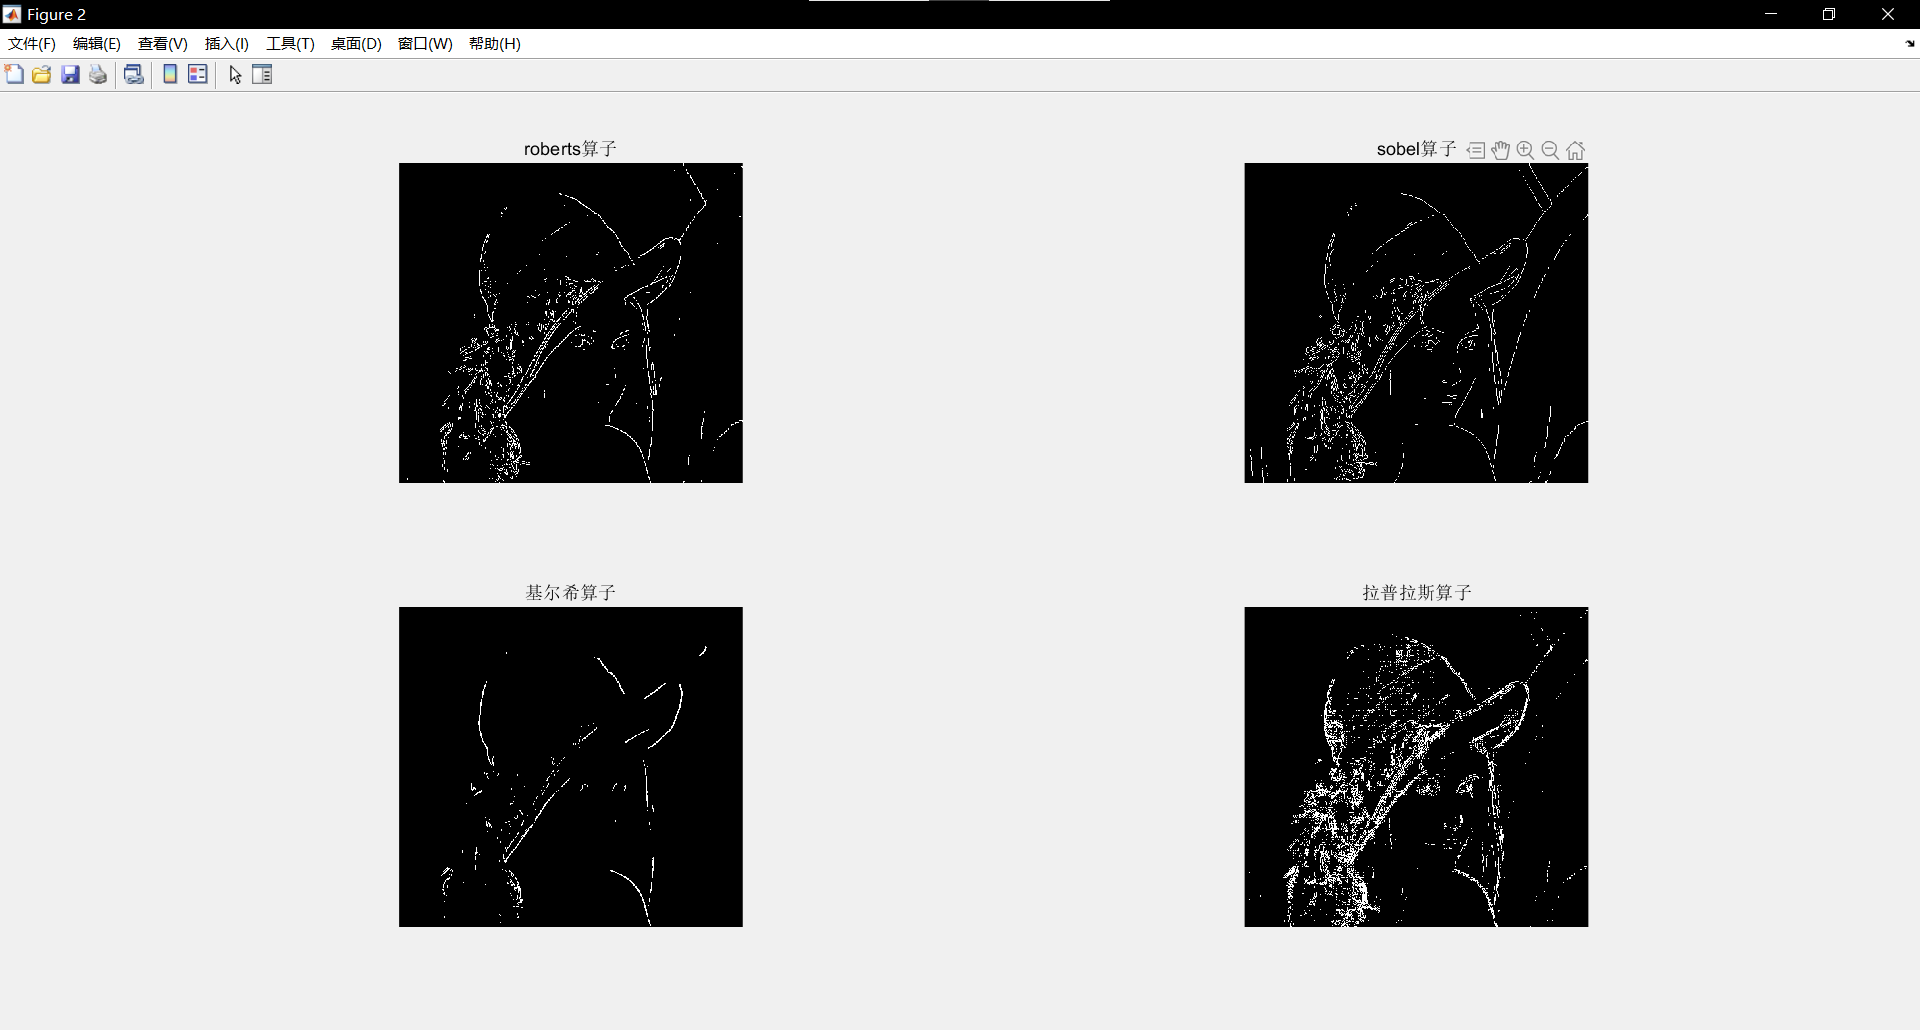 Figure 2
文件(F) 编辑(E) 查看(V) 插入(I) 工具(T) 桌面(D) 窗口(W) 帮助(H)
roberts算子
sobel算子
基尔希算子
拉普拉斯算子